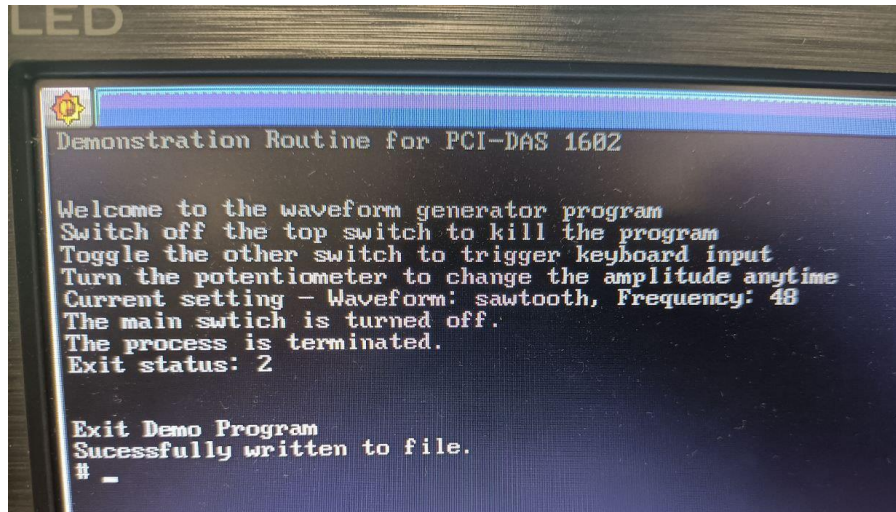 LED
Demonstration Routine for PCI-DAS 1602
Welcome to the waveform generator program
Switch off the top switch to kill the program
Toggle the other switch to trigger keyboard input
Turn the potentiometer to change the amplitude anytime
Current setting - Waveform: sawtooth, Frequency: 48
The main swtich is turned off.
The process is terminated.
Exit status: 2
Exit Demo Program
Sucessfully written to file.
# _